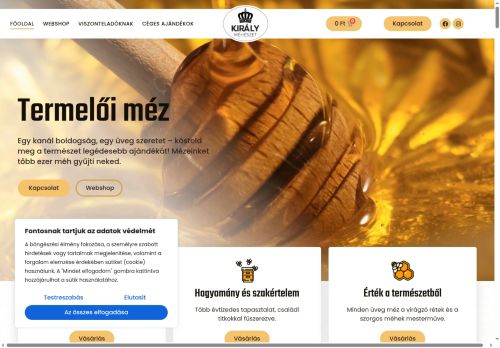 FŐOLDAL WEBSHOP VISZONTELADÓKNAK CÉGES AJÁNDÉKOK
KIRÁLY
MÉHÉSZET
0 Ft 0
Kapcsolat
Termelői méz
Egy kanál boldogság, egy üveg szeretet – kóstold
meg a természet legédesebb ajándékát! Mézeinket
több ezer méh gyűjti neked.
Kapcsolat Webshop
Fontosnak tartjuk az adatok védelmét
A böngészési élmény fokozása, a személyre szabott
hirdetések vagy tartalmak megjelenítése, valamint a
forgalom elemzése érdekében sütiket (cookie)
használunk. A "Mindet elfogadom" gombra kattintva
hozzájárulhat a sütik használatához.
Testreszabás Elutasít
Az összes elfogadása
Vásárlás
Hagyomány és szakértelem
Több évtizedes tapasztalat, családi
titkokkal fűszerezve.
Vásárlás
Érték a természetből
Minden üveg méz a virágzó rétek és a
szorgos méhek mesterműve.
Vásárlás